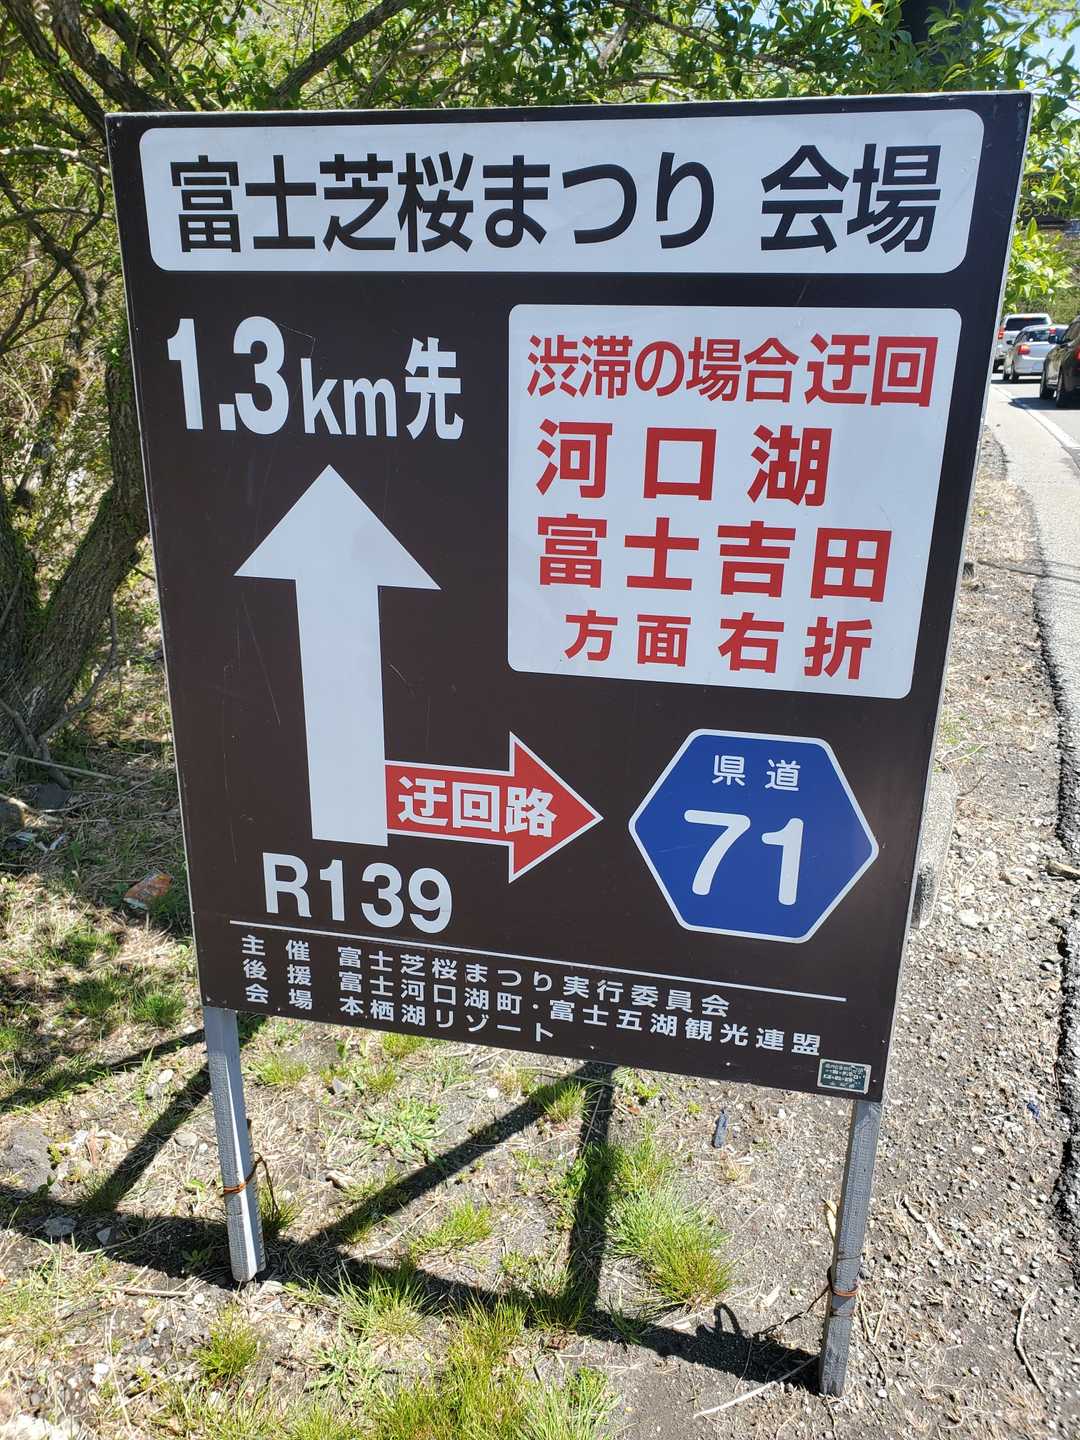 富士芝桜まつり 会場
1.3km先
渋滞の場合迂回
河口湖
富士吉田
方面 右折
迂回路
県道
71
R139
主催 富士芝桜まつり実行委員会
後援 富士河口湖町・富士五湖観光連盟
会場 本栖湖リゾート